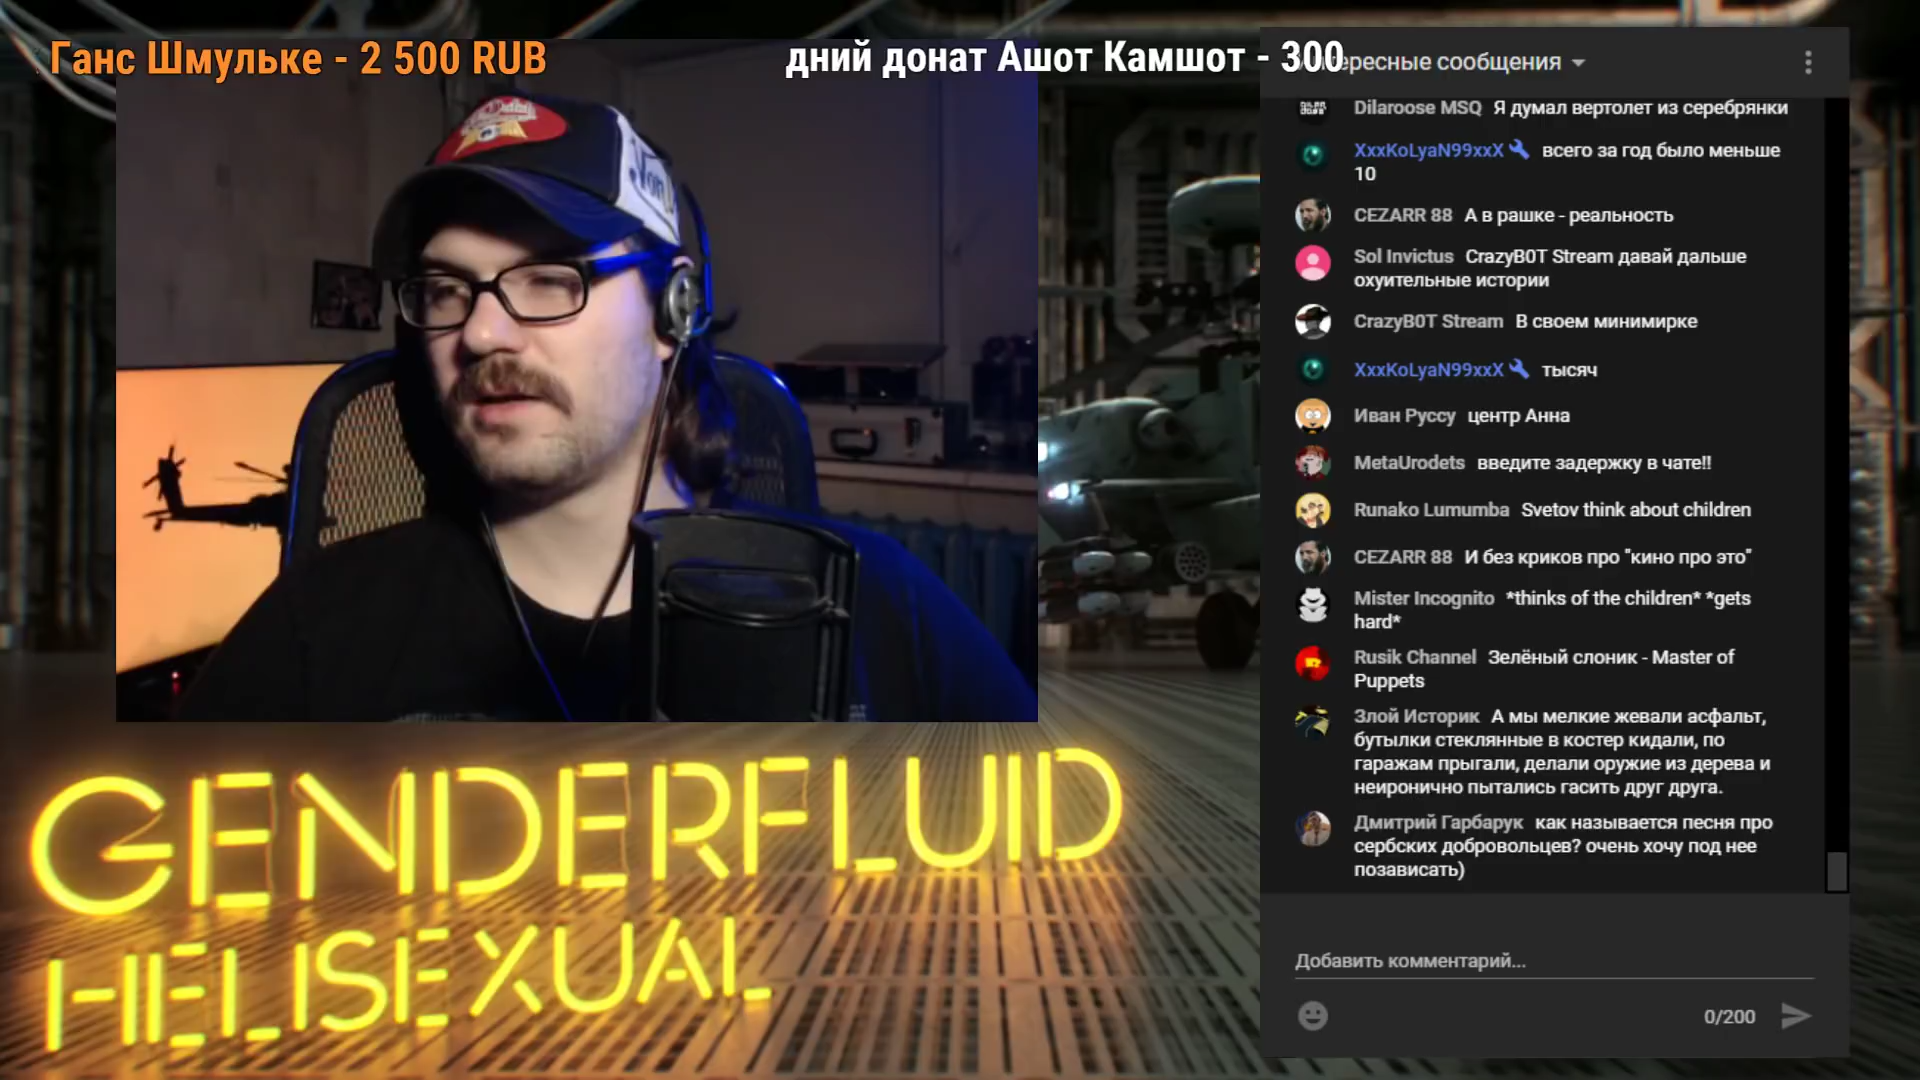 Ганс Шмульке - 2 500 RUB
дний донат Ашот Камшот - 300
тересные сообщения
Dilaroose MSQ Я думал вертолет из серебрянки
XxxKoLyaN99xxX всего за год было меньше
10
CEZARR 88 А в рашке - реальность
Sol Invictus CrazyB0T Stream давай дальше
охуительные истории
CrazyB0T Stream В своем минимирке
XxxKoLyaN99xxX тысяч
Иван Руссу центр Анна
MetaUrodets введите задержку в чате!!
Runako Lumumba Svetov think about children
CEZARR 88 И без криков про "кино про это"
Mister Incognito *thinks of the children* *gets
hard*
Rusik Channel Зелёный слоник - Master of
Puppets
Злой Историк А мы мелкие жевали асфальт,
бутылки стеклянные в костер кидали, по
гаражам прыгали, делали оружие из дерева и
неиронично пытались гасить друг друга.
Дмитрий Гарбарук как называется песня про
сербских добровольцев? очень хочу под нее
позависать)
Добавить комментарий...
0/200
GENDERFLUID
HELISEXUAL